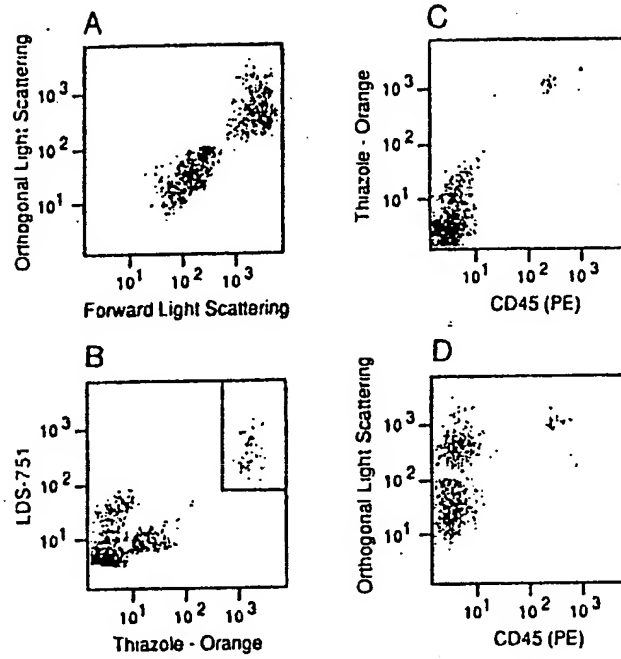 A
Orthogonal Light Scattering
10³
10²
10¹
10¹ 10² 10³
Forward Light Scattering
B
LDS-751
10³
10²
10¹
10¹ 10² 10³
Thiazole - Orange
C
Thiazole - Orange
10³
10¹
10¹ 10² 10³
CD45 (PE)
D
Orthogonal Light Scattering
10³
10²
10¹
10¹ 10² 10³
CD45 (PE)